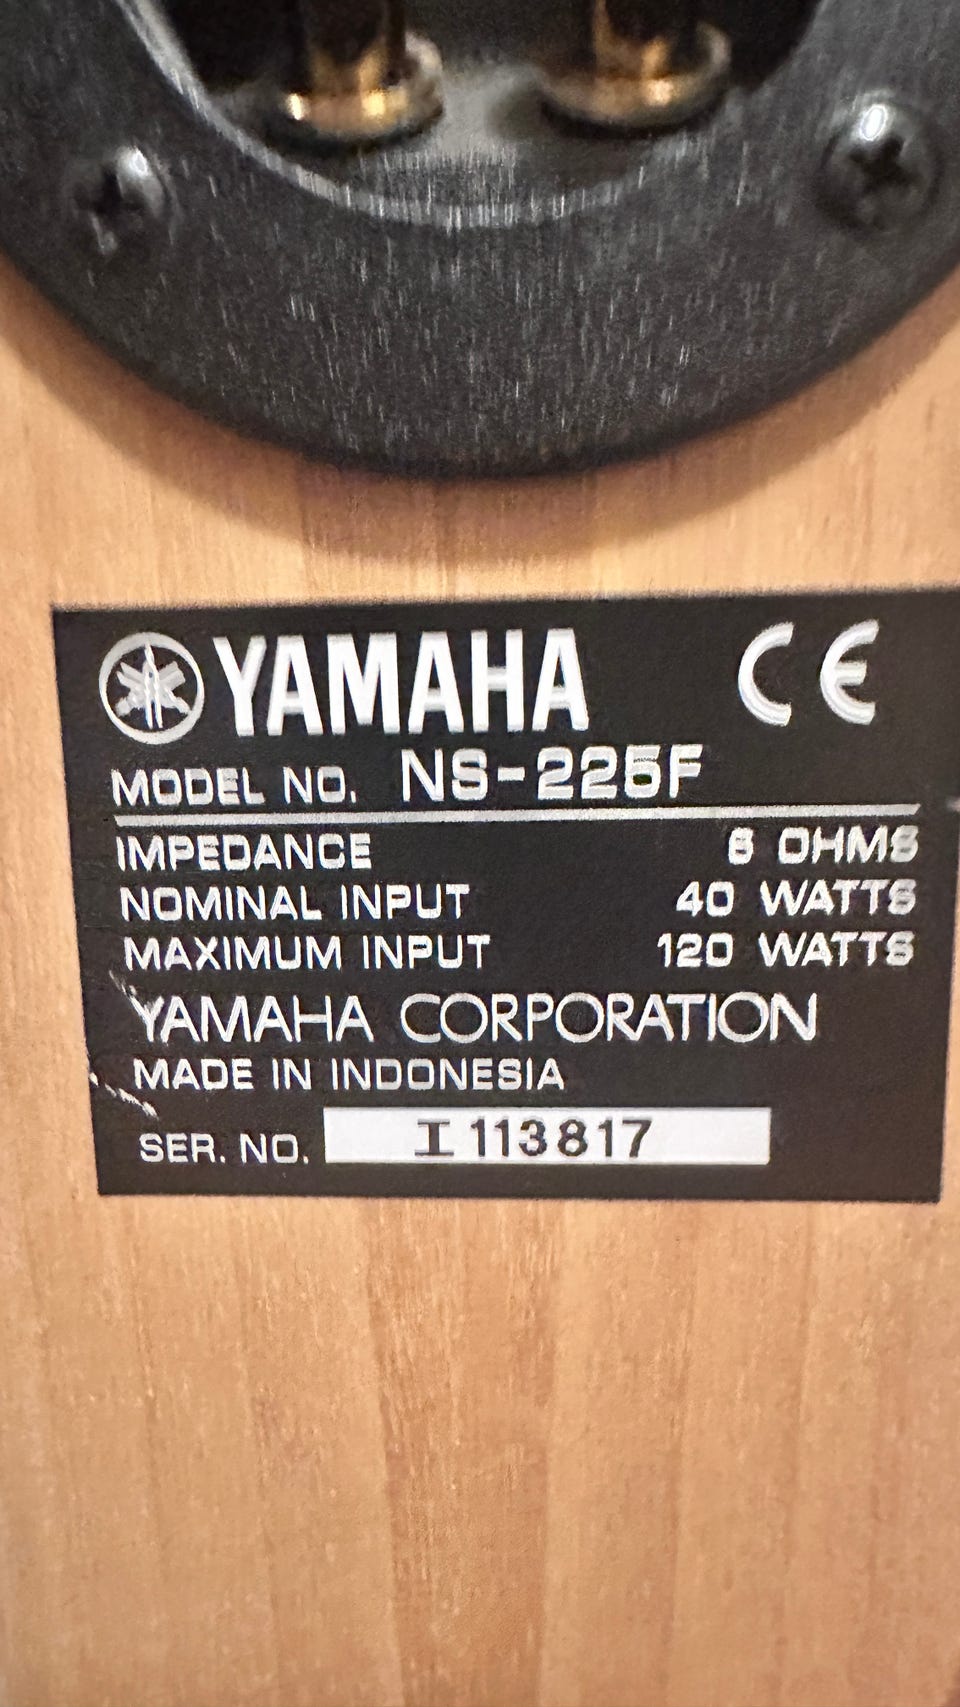 YAMAHA CE
MODEL NO. NS-225F
IMPEDANCE 6 OHMS
NOMINAL INPUT 40 WATTS
MAXIMUM INPUT 120 WATTS
YAMAHA CORPORATION
MADE IN INDONESIA
SER. NO. I 113817